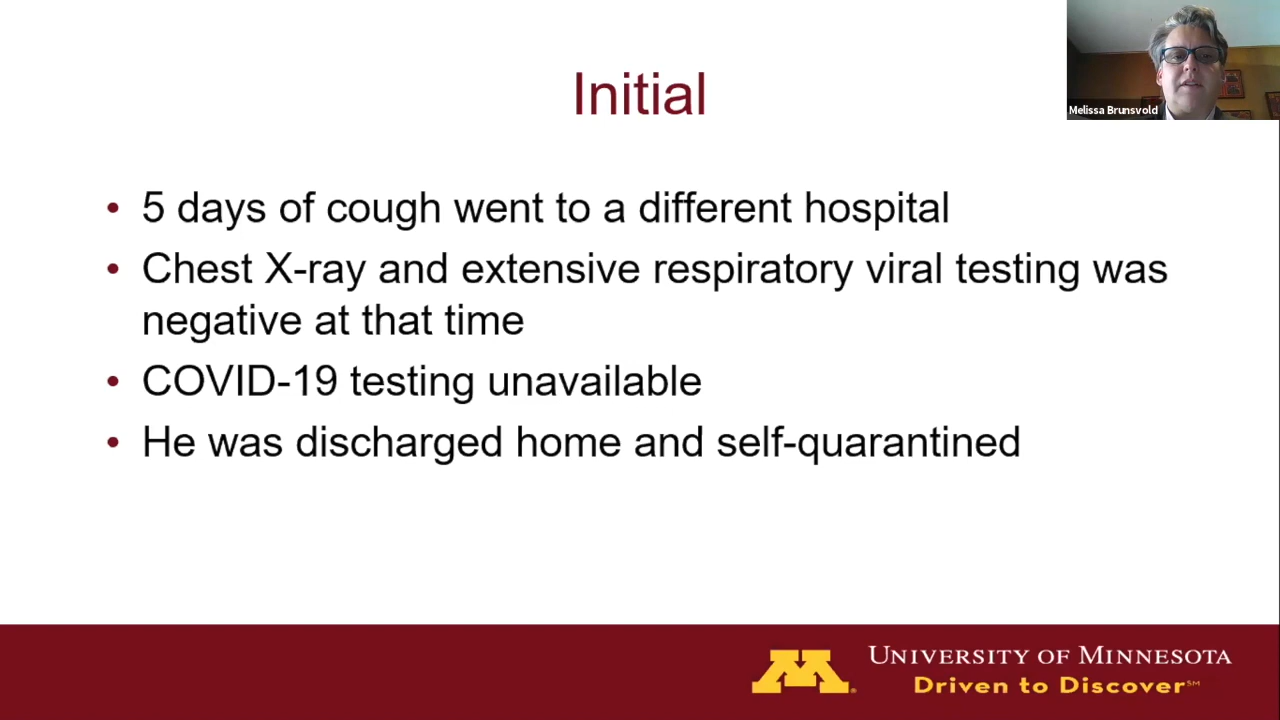 Melissa Brunsvold
Initial
• 5 days of cough went to a different hospital
• Chest X-ray and extensive respiratory viral testing was
negative at that time
• COVID-19 testing unavailable
• He was discharged home and self-quarantined
M
UNIVERSITY OF MINNESOTA
Driven to Discover℠